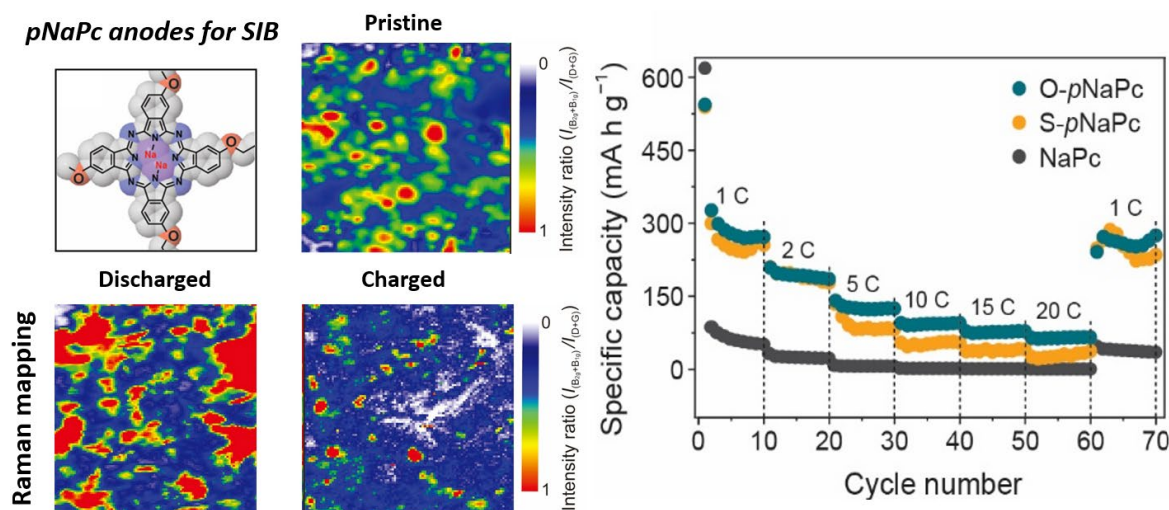 pNaPc anodes for SIB
Pristine
O
O
O
O
N
N
N
N
N
N
N
N
Na
Na
0
Intensity ratio (I(B2g+B1g)/I(D+G)
1
Discharged
Charged
Raman mapping
0
Intensity ratio (I(B2g+B1g)/I(D+G)
1
Specific capacity (mA h g⁻¹)
600
450
300
150
0
O-pNaPc
S-pNaPc
NaPc
1 C
2 C
5 C
10 C
15 C
20 C
1 C
0 10 20 30 40 50 60 70
Cycle number